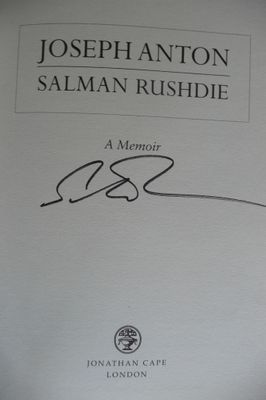 JOSEPH ANTON
SALMAN RUSHDIE
A Memoir
JONATHAN CAPE
LONDON